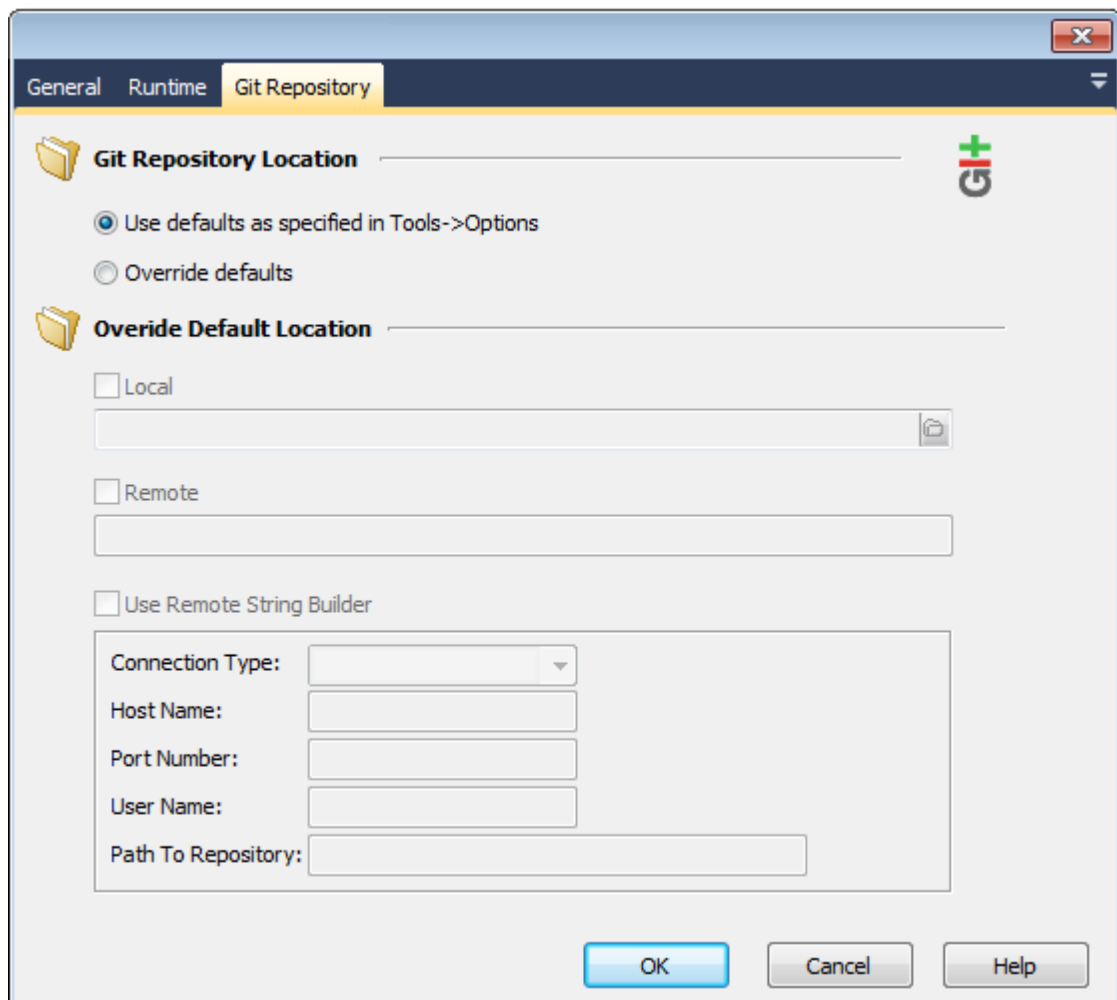 General Runtime Git Repository
Git Repository Location
GIt
Use defaults as specified in Tools->Options
Override defaults
Overide Default Location
Local
Remote
Use Remote String Builder
Connection Type:
Host Name:
Port Number:
User Name:
Path To Repository:
OK Cancel Help